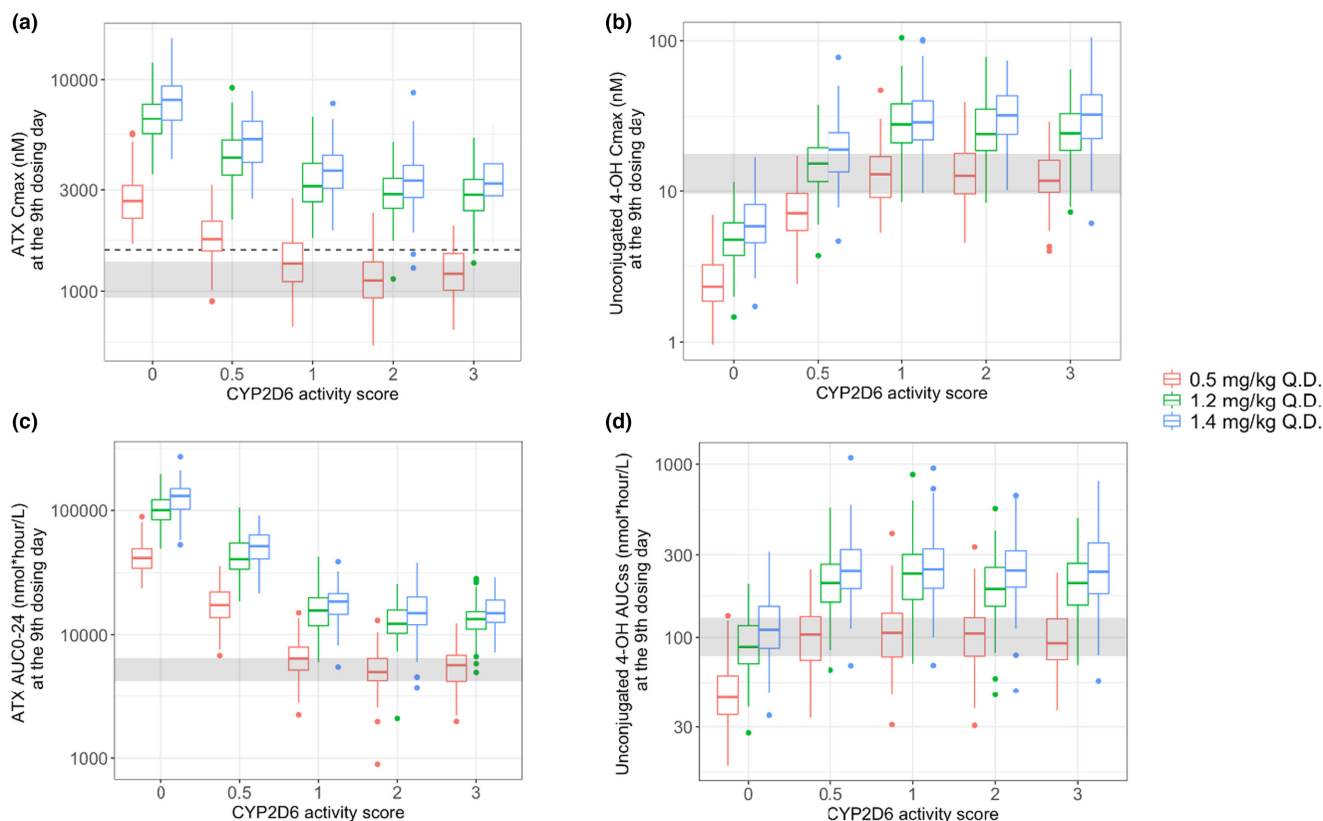 (a)
ATX Cmax (nM)
at the 9th dosing day
10000
3000
1000
0 0.5 1 2 3
CYP2D6 activity score
(b)
Unconjugated 4-OH Cmax (nM)
at the 9th dosing day
100
10
1
0 0.5 1 2 3
CYP2D6 activity score
0.5 mg/kg Q.D.
1.2 mg/kg Q.D.
1.4 mg/kg Q.D.
(c)
ATX AUC0-24 (nmol*hour/L)
at the 9th dosing day
100000
10000
1000
0 0.5 1 2 3
CYP2D6 activity score
(d)
Unconjugated 4-OH AUCss (nmol*hour/L)
at the 9th dosing day
1000
300
100
30
0 0.5 1 2 3
CYP2D6 activity score